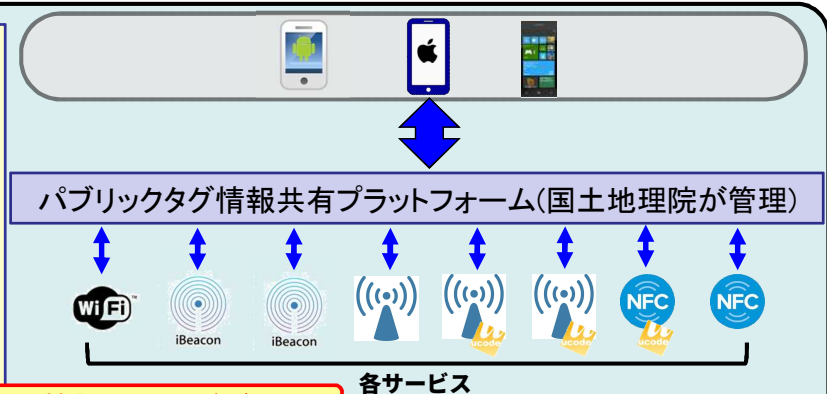 パブリックタグ情報共有プラットフォーム(国土地理院が管理)
Wi Fi
iBeacon
iBeacon
ucode
ucode
NFC
ucode
NFC
各サービス